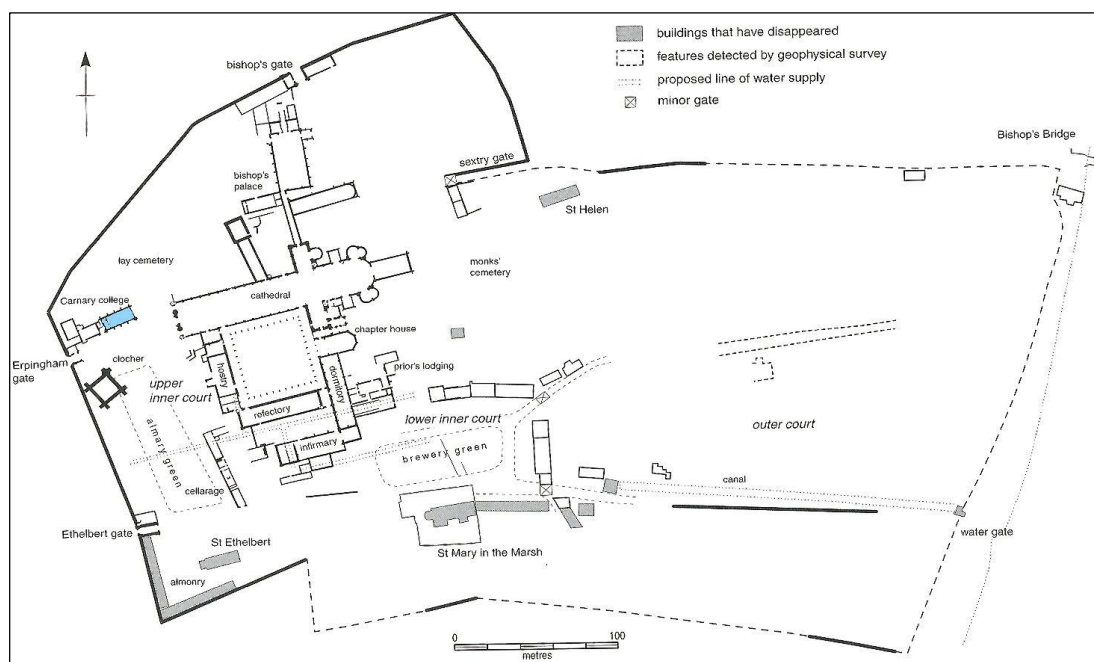 buildings that have disappeared
features detected by geophysical survey
proposed line of water supply
minor gate
bishop's gate
Bishop's Bridge
sextry gate
bishop's
palace
St Helen
lay cemetery
monks'
cemetery
Carnary college
cathedral
chapter house
Erpingham
gate
clocher
upper
inner court
hostry
dormitory
prior's lodging
almary green
refectory
lower inner court
outer court
infirmary
brewery green
cellarage
canal
Ethelbert gate
water gate
St Ethelbert
St Mary in the Marsh
almonry
0
100
metres